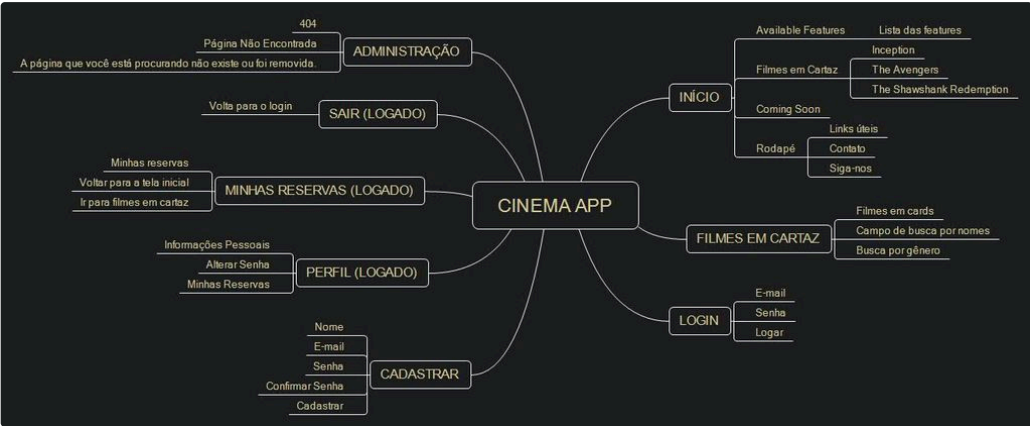 CINEMA APP
ADMINISTRAÇÃO
404
Página Não Encontrada
A página que você está procurando não existe ou foi removida.
SAIR (LOGADO)
Volta para o login
MINHAS RESERVAS (LOGADO)
Minhas reservas
Voltar para a tela inicial
Ir para filmes em cartaz
PERFIL (LOGADO)
Informações Pessoais
Alterar Senha
Minhas Reservas
CADASTRAR
Nome
E-mail
Senha
Confirmar Senha
Cadastrar
INÍCIO
Available Features
Lista das features
Filmes em Cartaz
Inception
The Avengers
The Shawshank Redemption
Coming Soon
Rodapé
Links úteis
Contato
Siga-nos
FILMES EM CARTAZ
Filmes em cards
Campo de busca por nomes
Busca por gênero
LOGIN
E-mail
Senha
Logar